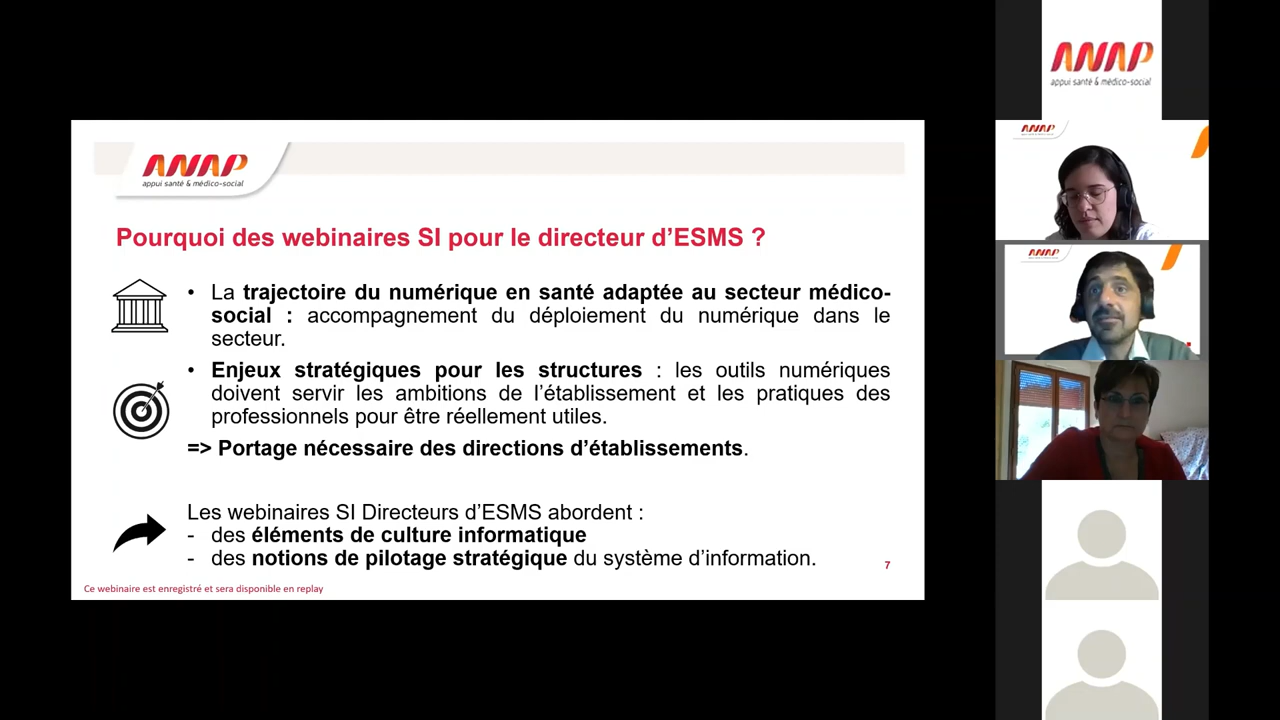 ANAP
appui santé & médico-social
Pourquoi des webinaires SI pour le directeur d’ESMS ?
• La trajectoire du numérique en santé adaptée au secteur médico-
social : accompagnement du déploiement du numérique dans le
secteur.
• Enjeux stratégiques pour les structures : les outils numériques
doivent servir les ambitions de l’établissement et les pratiques des
professionnels pour être réellement utiles.
=> Portage nécessaire des directions d’établissements.
Les webinaires SI Directeurs d’ESMS abordent :
- des éléments de culture informatique
- des notions de pilotage stratégique du système d’information.
7
Ce webinaire est enregistré et sera disponible en replay
ANAP
appui santé & médico-social
ANAP
ANAP